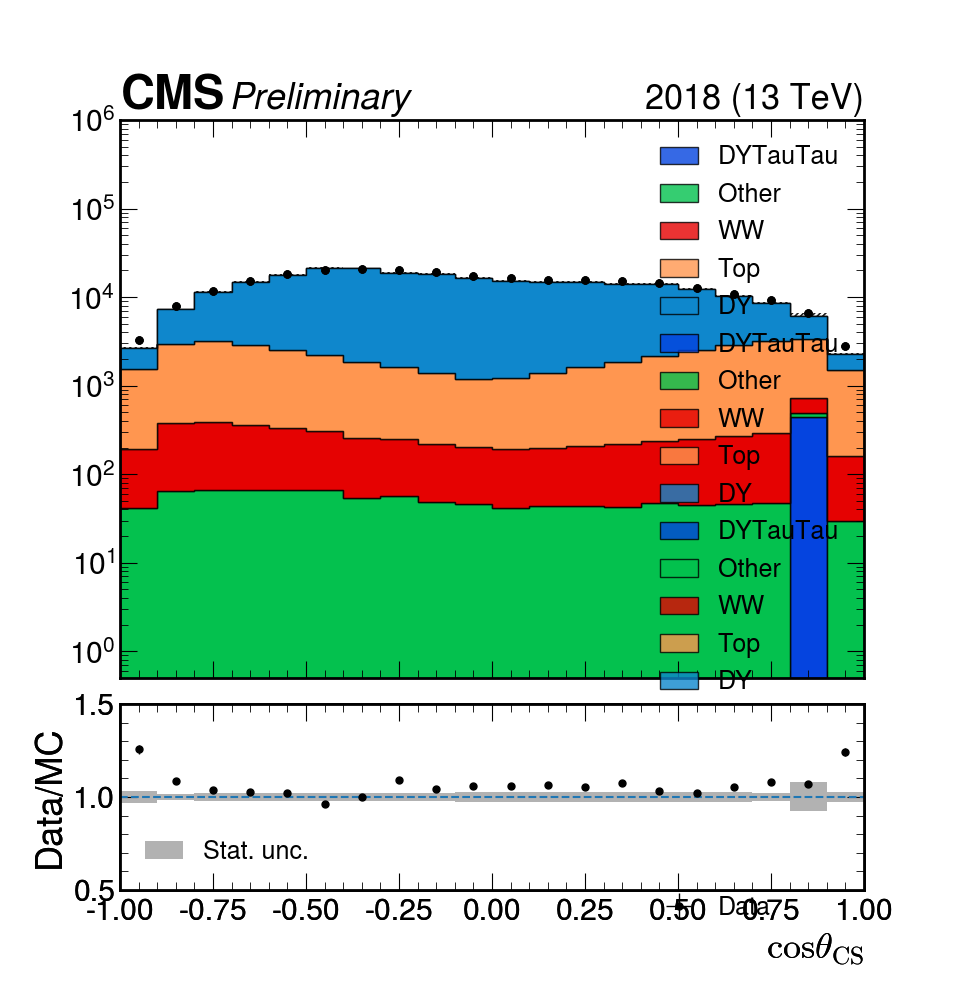 CMS Preliminary 2018 (13 TeV)
10^6
10^5
10^4
10^3
10^2
10^1
10^0
DYTauTau
Other
WW
Top
DY
DYTauTau
Other
WW
Top
DY
DYTauTau
Other
WW
Top
DY
Data/MC
1.5
1.0
0.5
Stat. unc.
Data
-1.00 -0.75 -0.50 -0.25 0.00 0.25 0.50 0.75 1.00
cosθ_CS